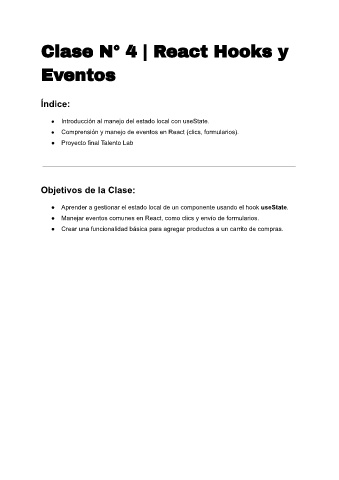 Clase N° 4 | React Hooks y
Eventos
Índice:
● Introducción al manejo del estado local con useState.
● Comprensión y manejo de eventos en React (clics, formularios).
● Proyecto final Talento Lab
Objetivos de la Clase:
● Aprender a gestionar el estado local de un componente usando el hook useState.
● Manejar eventos comunes en React, como clics y envío de formularios.
● Crear una funcionalidad básica para agregar productos a un carrito de compras.